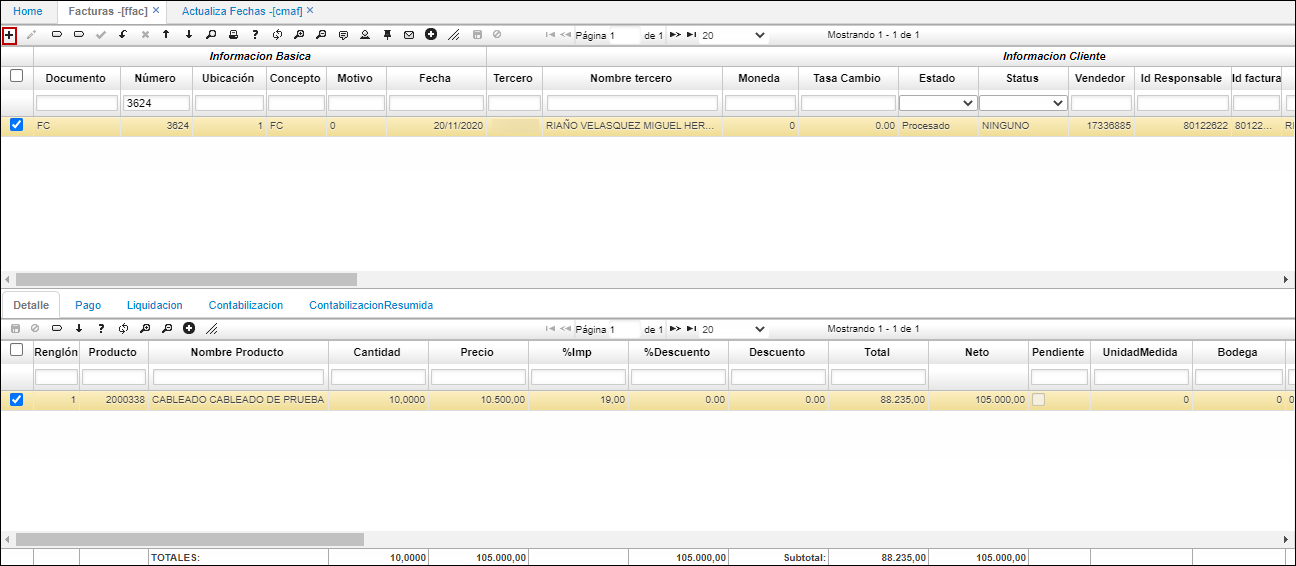 Home Facturas -[ffac] × Actualiza Fechas -[cmaf] ×
Página 1 de 1 20 Mostrando 1 - 1 de 1
Informacion Basica Informacion Cliente
Documento Número Ubicación Concepto Motivo Fecha Tercero Nombre tercero Moneda Tasa Cambio Estado Status Vendedor Id Responsable Id factura
3624
FC 3624 1 FC 0 20/11/2020 RIAÑO VELASQUEZ MIGUEL HER... 0 0.00 Procesado NINGUNO 17336885 80122622 80122... RI
Detalle Pago Liquidacion Contabilizacion ContabilizacionResumida
Página 1 de 1 20 Mostrando 1 - 1 de 1
Renglón Producto Nombre Producto Cantidad Precio %Imp %Descuento Descuento Total Neto Pendiente UnidadMedida Bodega
1 2000338 CABLEADO CABLEADO DE PRUEBA 10,0000 10.500,00 19,00 0.00 0.00 88.235,00 105.000,00 0 0 0
TOTALES: 10,0000 105.000,00 105.000,00 Subtotal: 88.235,00 105.000,00